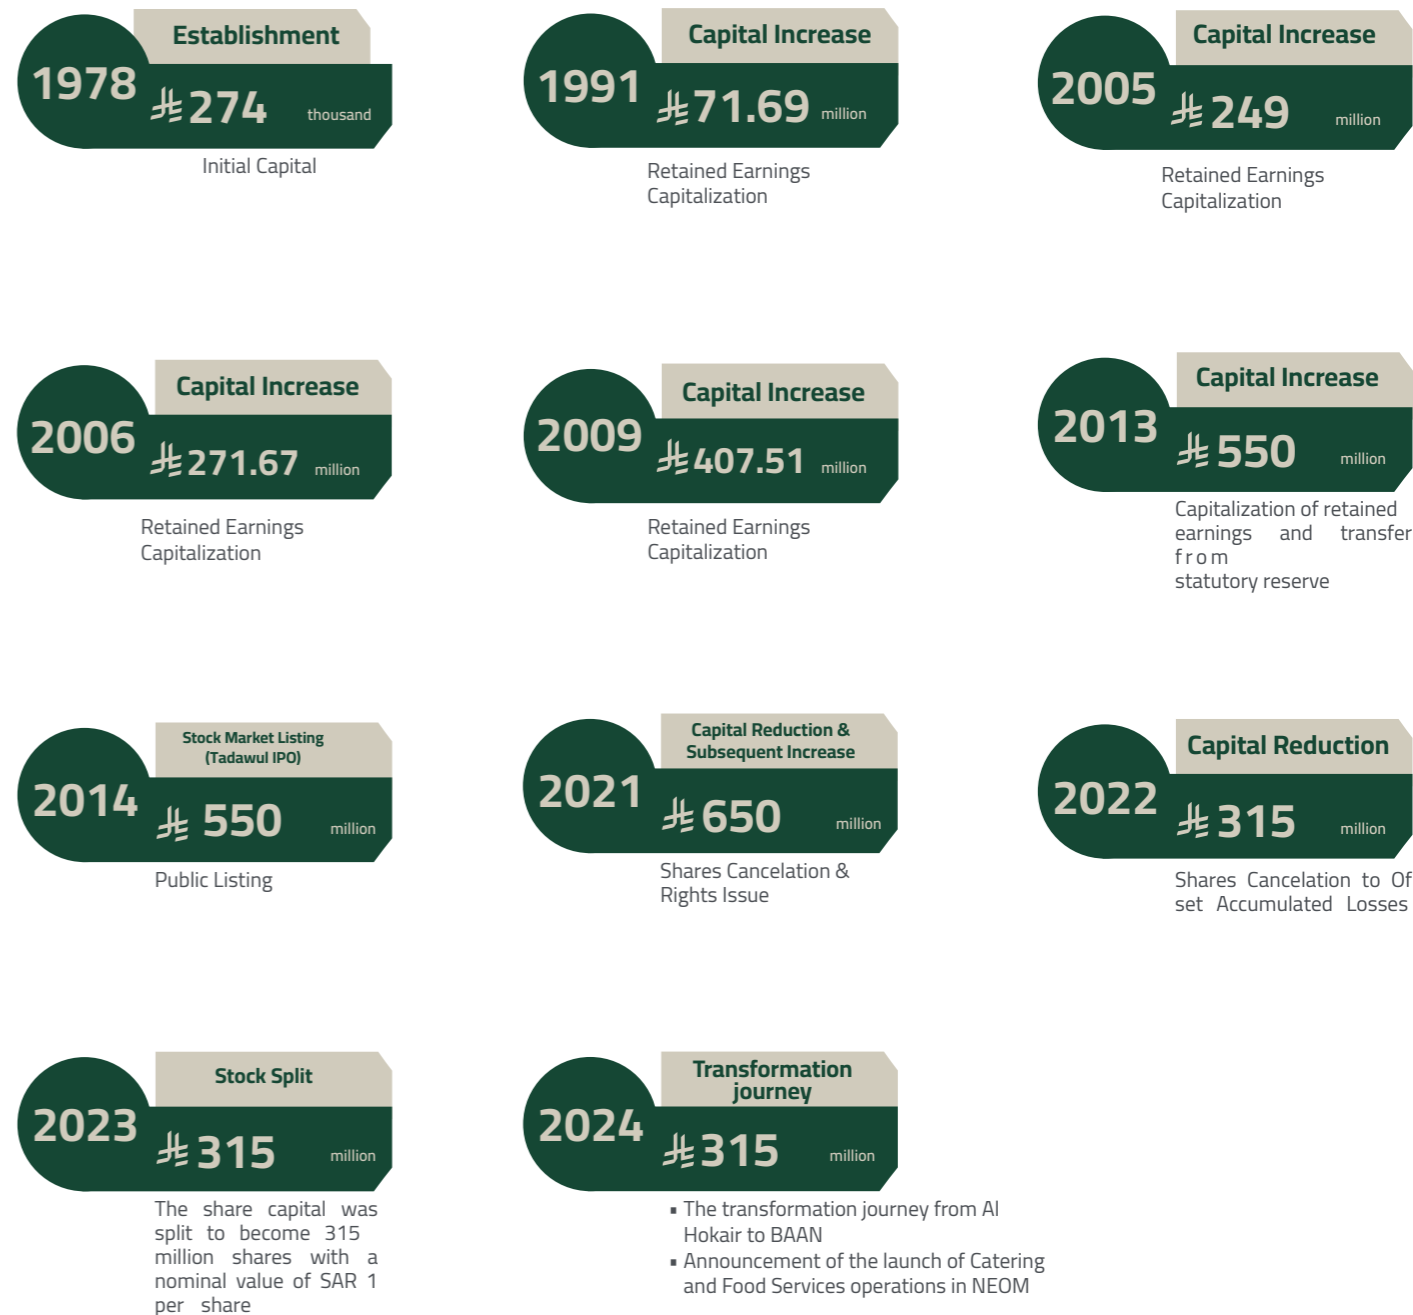 Establishment
1978
274 thousand
Initial Capital
Capital Increase
1991
71.69 million
Retained Earnings
Capitalization
Capital Increase
2005
249 million
Retained Earnings
Capitalization
Capital Increase
2006
271.67 million
Retained Earnings
Capitalization
Capital Increase
2009
407.51 million
Retained Earnings
Capitalization
Capital Increase
2013
550 million
Capitalization of retained
earnings and transfer
from
statutory reserve
Stock Market Listing
(Tadawul IPO)
2014
550 million
Public Listing
Capital Reduction &
Subsequent Increase
2021
650 million
Shares Cancelation &
Rights Issue
Capital Reduction
2022
315 million
Shares Cancelation to Of
set Accumulated Losses
Stock Split
2023
315 million
The share capital was
split to become 315
million shares with a
nominal value of SAR 1
per share
Transformation
journey
2024
315 million
▪ The transformation journey from Al
Hokair to BAAN
▪ Announcement of the launch of Catering
and Food Services operations in NEOM